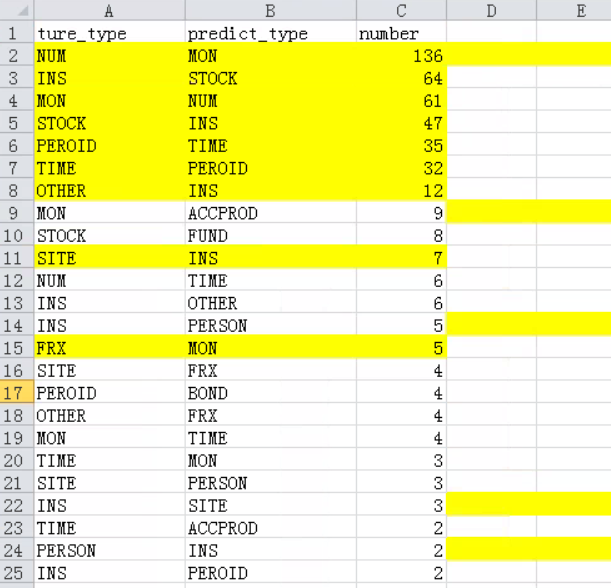 A B C D E
1 ture_type predict_type number
2 NUM MON 136
3 INS STOCK 64
4 MON NUM 61
5 STOCK INS 47
6 PEROID TIME 35
7 TIME PEROID 32
8 OTHER INS 12
9 MON ACCPROD 9
10 STOCK FUND 8
11 SITE INS 7
12 NUM TIME 6
13 INS OTHER 6
14 INS PERSON 5
15 FRX MON 5
16 SITE FRX 4
17 PEROID BOND 4
18 OTHER FRX 4
19 MON TIME 4
20 TIME MON 3
21 SITE PERSON 3
22 INS SITE 3
23 TIME ACCPROD 2
24 PERSON INS 2
25 INS PEROID 2